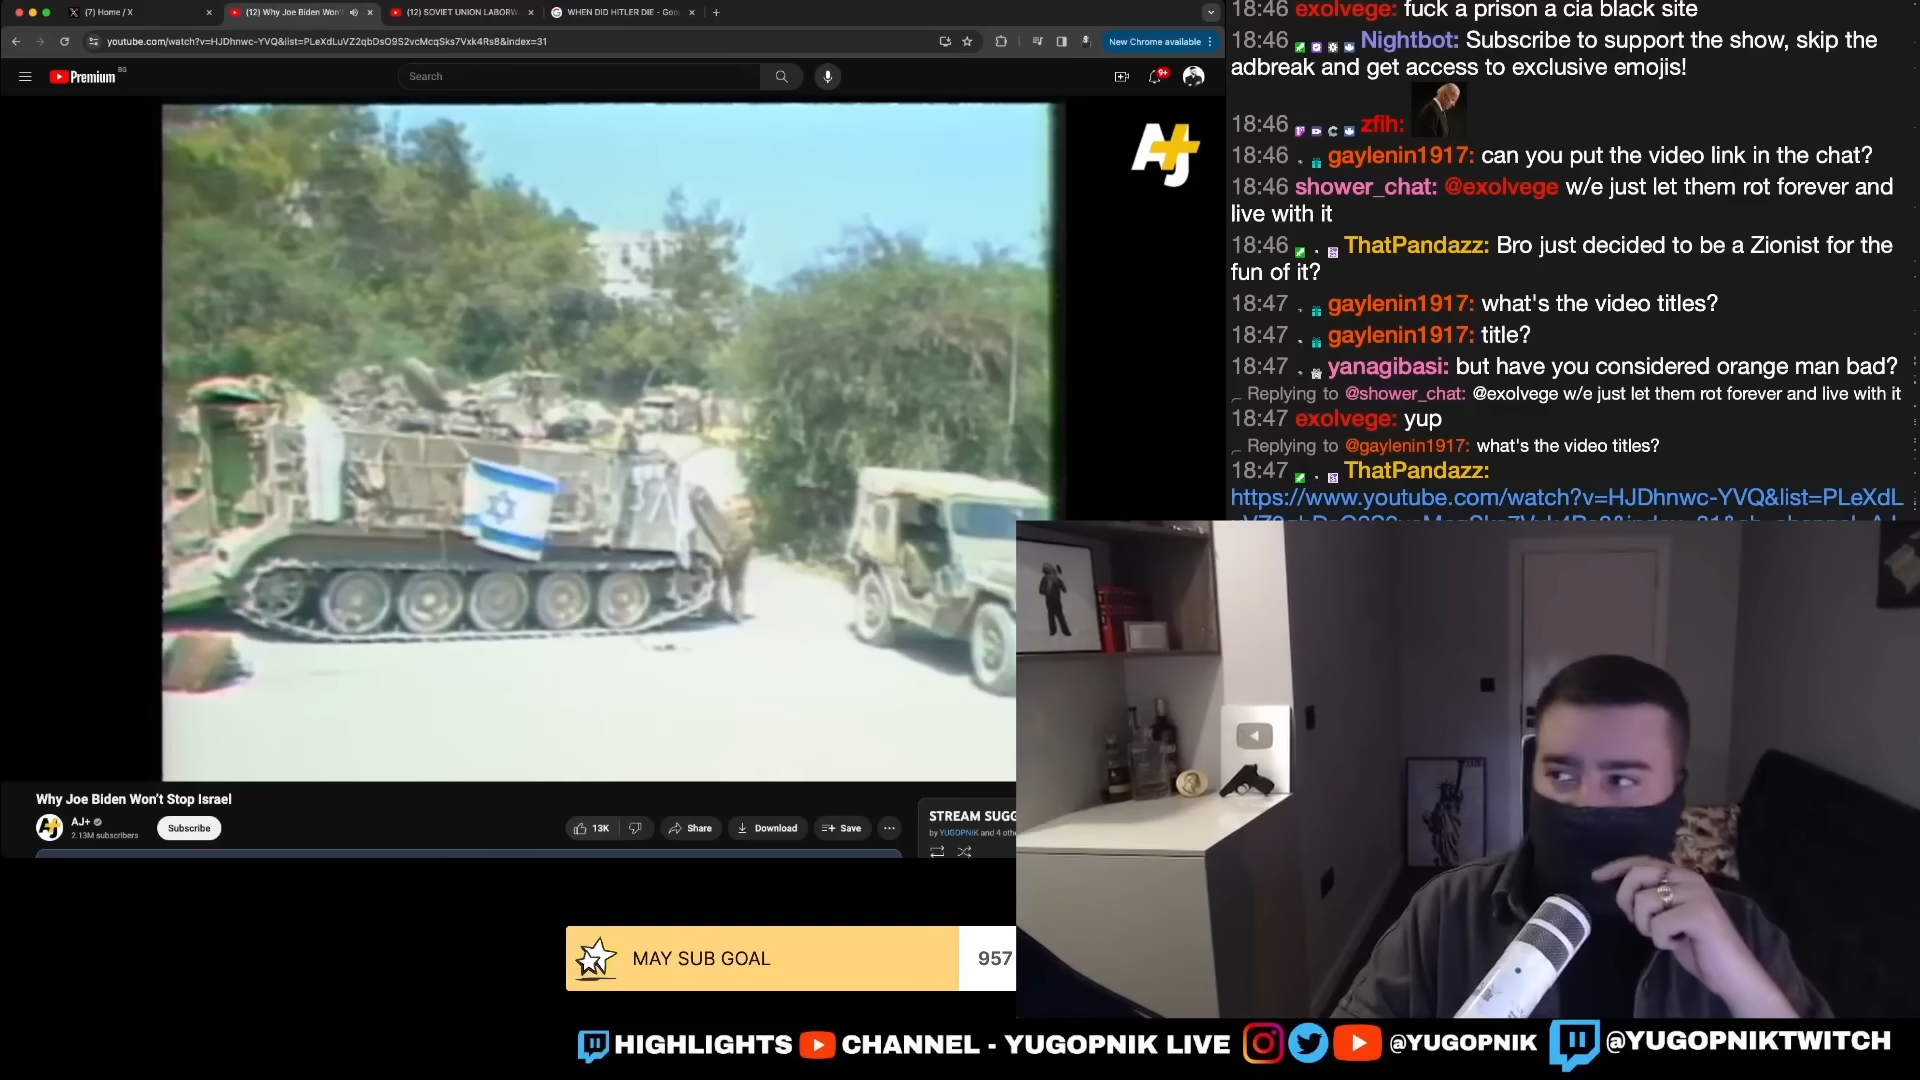 (7) Home / X
(12) Why Joe Biden Won't
(12) SOVIET UNION LABORW
WHEN DID HITLER DIE - Goo
youtube.com/watch?v=HJDhnwc-YVQ&list=PLeXdLuVZ2qbDsO9S2vcMcqSks7Vxk4Rs8&index=31
New Chrome available
Premium
BG
Search
9+
AJ+
Why Joe Biden Won't Stop Israel
AJ+
2.13M subscribers
Subscribe
13K
Share
Download
Save
STREAM SUGG
by YUGOPNIK and 4 oth
MAY SUB GOAL
957
18:46 exolvege: fuck a prison a cia black site
18:46 Nightbot: Subscribe to support the show, skip the
adbreak and get access to exclusive emojis!
18:46 zfih:
18:46 gaylenin1917: can you put the video link in the chat?
18:46 shower_chat: @exolvege w/e just let them rot forever and
live with it
18:46 ThatPandazz: Bro just decided to be a Zionist for the
fun of it?
18:47 gaylenin1917: what's the video titles?
18:47 gaylenin1917: title?
18:47 yanagibasi: but have you considered orange man bad?
Replying to @shower_chat: @exolvege w/e just let them rot forever and live with it
18:47 exolvege: yup
Replying to @gaylenin1917: what's the video titles?
18:47 ThatPandazz:
https://www.youtube.com/watch?v=HJDhnwc-YVQ&list=PLeXdL
HIGHLIGHTS CHANNEL - YUGOPNIK LIVE @YUGOPNIK @YUGOPNIKTWITCH